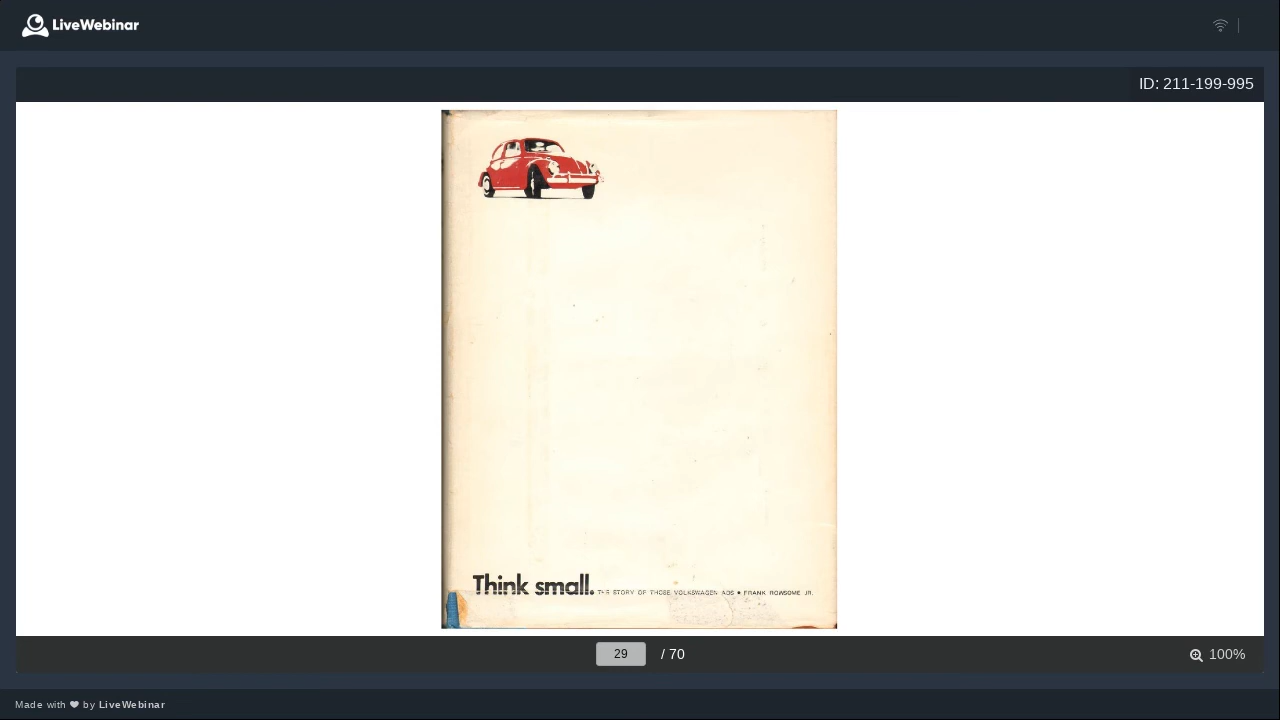 LiveWebinar
ID: 211-199-995
Think small. THE STORY OF THOSE VOLKSWAGEN ADS • FRANK ROWSOME JR.
29 / 70
100%
Made with ❤ by LiveWebinar